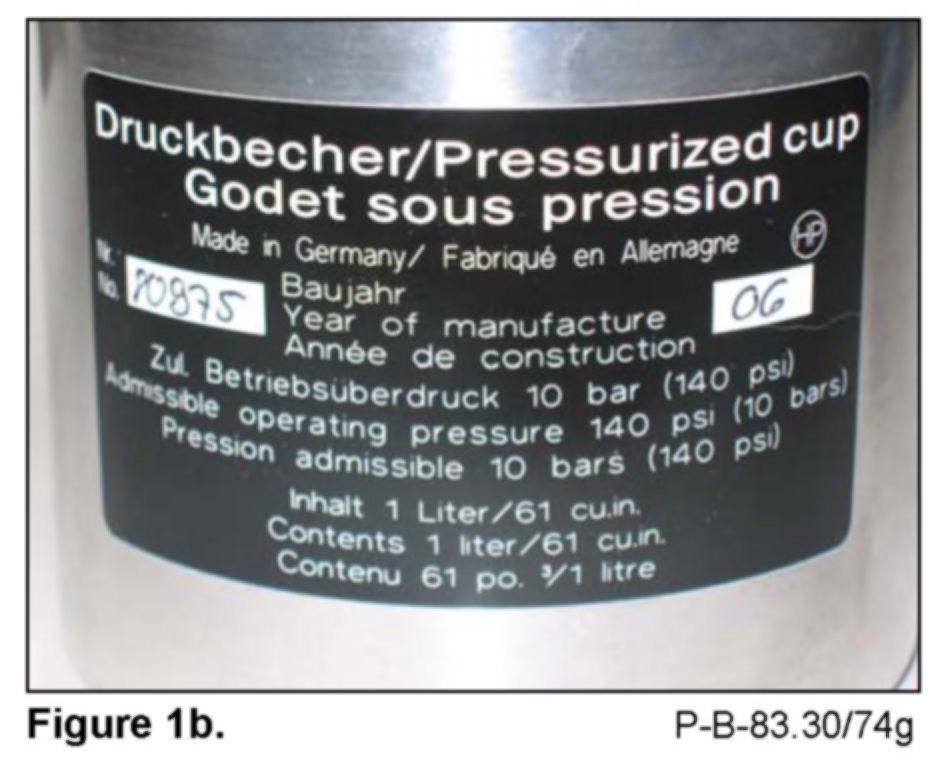 Druckbecher/Pressurized cup
Godet sous pression
Made in Germany/ Fabriqué en Allemagne HP
Nr. Baujahr
No. 70875 Year of manufacture 06
Année de construction
Zul. Betriebsüberdruck 10 bar (140 psi)
Admissible operating pressure 140 psi (10 bars)
Pression admissible 10 bars (140 psi)
Inhalt 1 Liter/61 cu.in.
Contents 1 liter/61 cu.in.
Contenu 61 po. ³/1 litre
Figure 1b.
P-B-83.30/74g